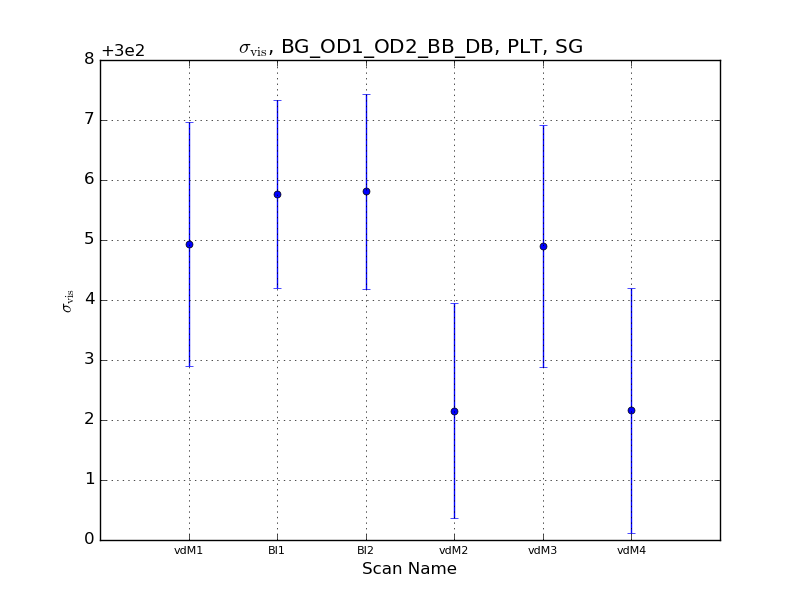 σvis, BG_OD1_OD2_BB_DB, PLT, SG
+3e2
8
7
6
5
4
3
2
1
0
σvis
vdM1 BI1 BI2 vdM2 vdM3 vdM4
Scan Name